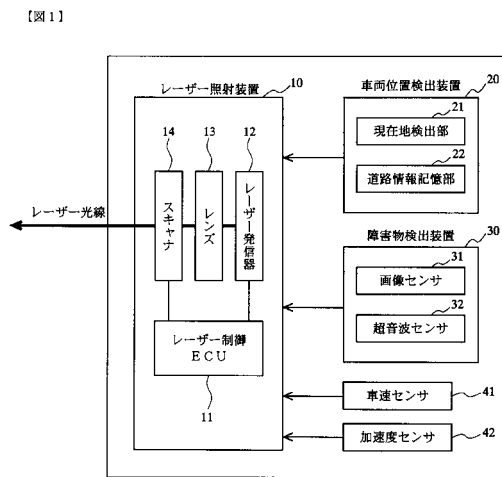 【図1】
レーザー照射装置
10
14
13
12
スキャナ
レンズ
レーザー発信器
レーザー光線
レーザー制御
ECU
11
車両位置検出装置
20
21
現在地検出部
22
道路情報記憶部
障害物検出装置
30
31
画像センサ
32
超音波センサ
車速センサ
41
加速度センサ
42